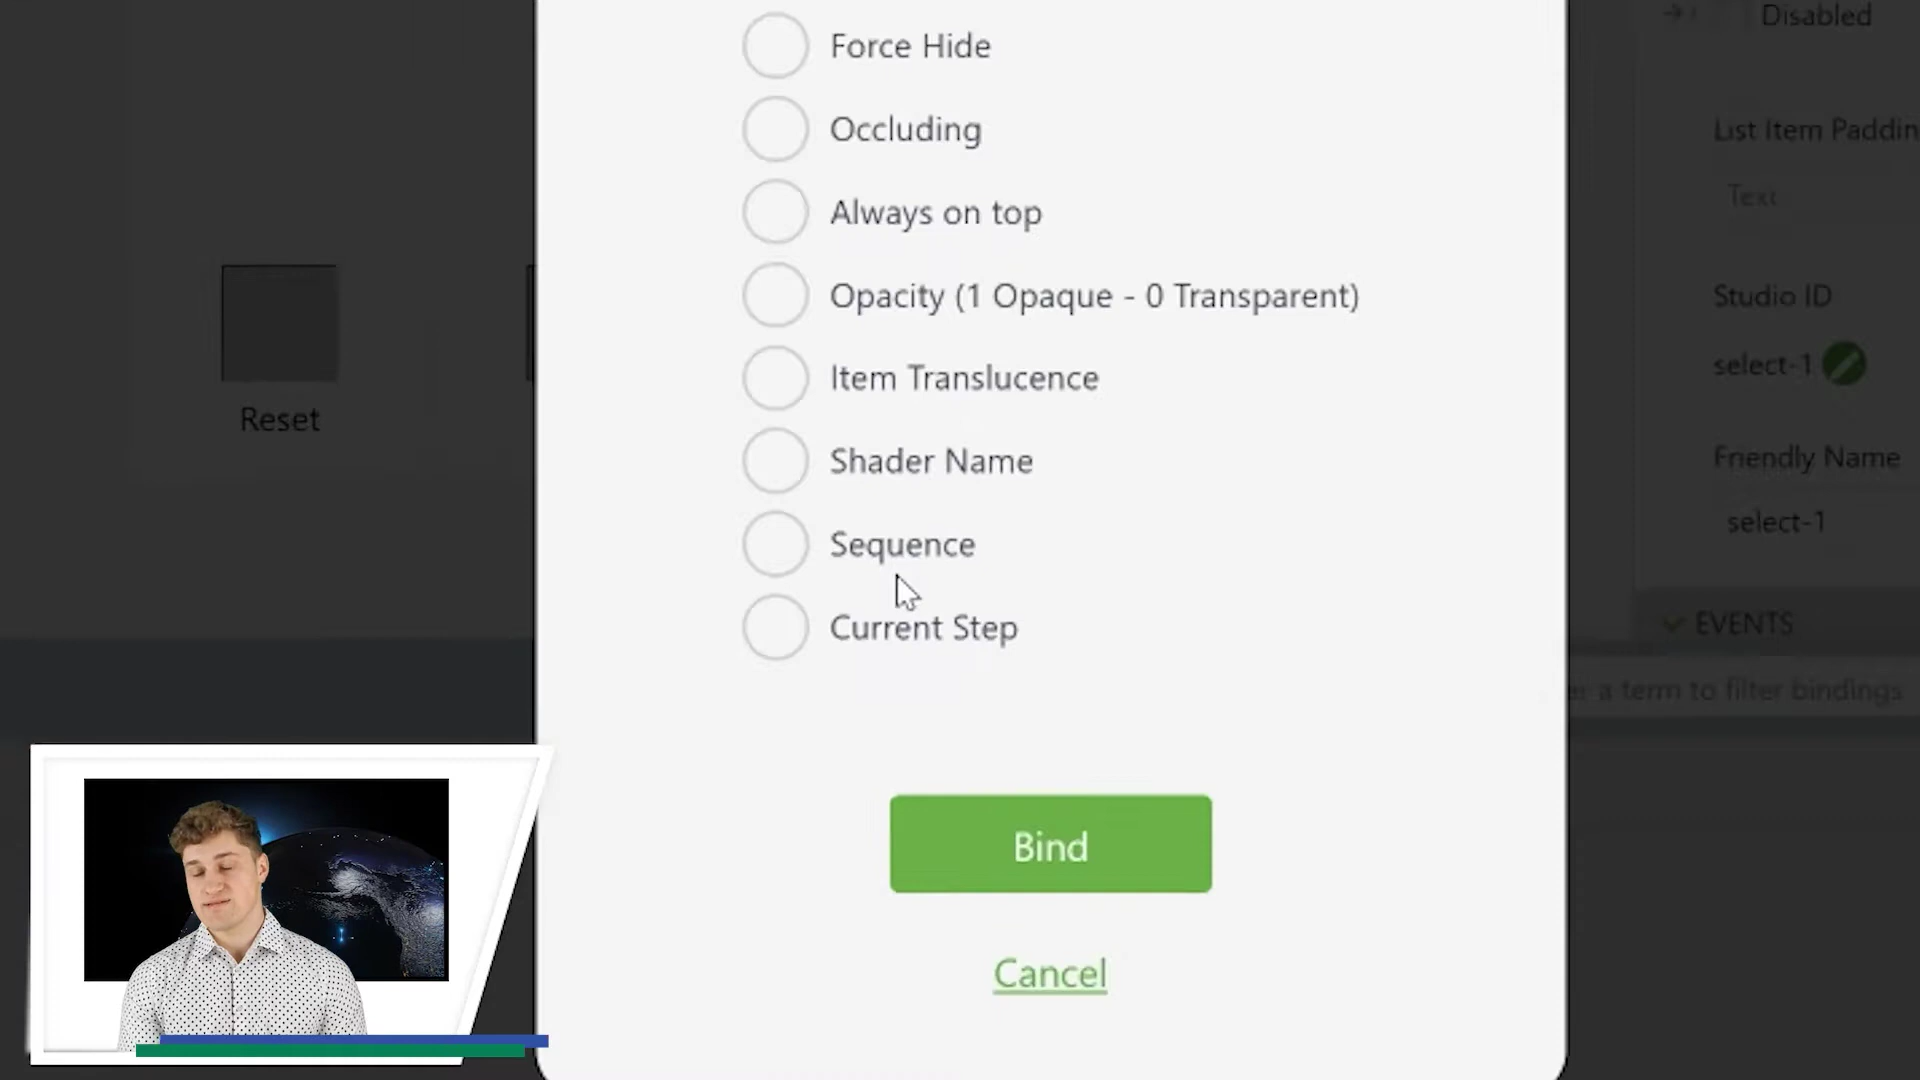 Force Hide
Disabled
Occluding
List Item Paddin
Always on top
Text
Opacity (1 Opaque - 0 Transparent)
Studio ID
select-1
Item Translucence
Reset
Shader Name
Friendly Name
select-1
Sequence
Current Step
EVENTS
er a term to filter bindings
Bind
Cancel